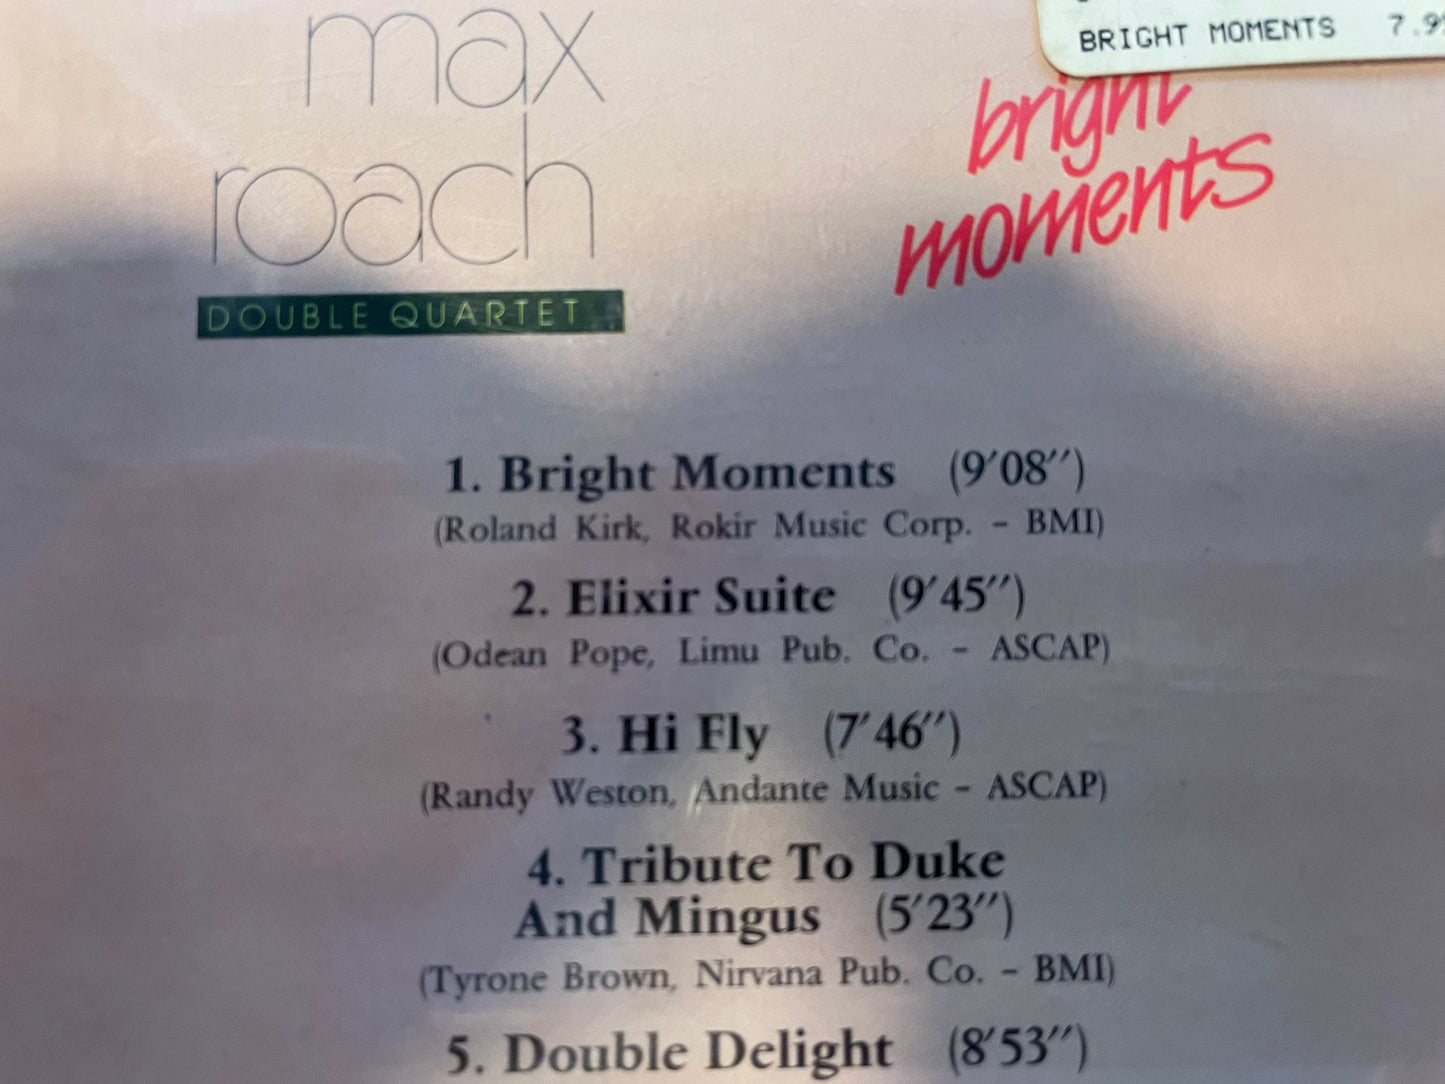 BRIGHT MOMENTS
max
roach
DOUBLE QUARTET
bright
moments
1. Bright Moments (9′08″)
(Roland Kirk, Rokir Music Corp. – BMI)
2. Elixir Suite (9′45″)
(Odean Pope, Limu Pub. Co. – ASCAP)
3. Hi Fly (7′46″)
(Randy Weston, Andante Music – ASCAP)
4. Tribute To Duke
And Mingus (5′23″)
(Tyrone Brown, Nirvana Pub. Co. – BMI)
5. Double Delight (8′53″)